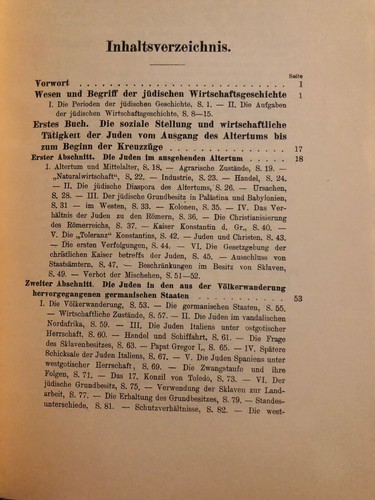 Inhaltsverzeichnis.
Seite
Vorwort . . . . . . . . . . . . . . . . . . . . . . I
Wesen und Begriff der jüdischen Wirtschaftsgeschichte 1
I. Die Perioden der jüdischen Geschichte, S. 1. — II. Die Aufgaben
der jüdischen Wirtschaftsgeschichte, S. 8—15.
Erstes Buch. Die soziale Stellung und wirtschaftliche
Tätigkeit der Juden vom Ausgang des Altertums bis
zum Beginn der Kreuzzüge . . . . . . . . . . . . 17
Erster Abschnitt. Die Juden im ausgehenden Altertum . . 18
I. Altertum und Mittelalter, S. 18. — Agrarische Zustände, S. 19. —
„Naturalwirtschaft", S. 22. — Industrie, S. 23. — Handel, S. 24.
— II. Die jüdische Diaspora des Altertums, S. 26. — Ursachen,
S. 28. — III. Der jüdische Grundbesitz in Palästina und Babylonien,
S. 31 — im Westen, S. 33. — Kolonen, S. 35. — IV. Das Ver-
hältnis der Juden zu den Römern, S. 36. — Die Christianisierung
des Römerreichs, S. 37. — Kaiser Konstantin d. Gr., S. 40. —
V. Die „Toleranz" Konstantins, S. 42. — Juden und Christen, S. 43.
— Die ersten Verfolgungen, S. 44. — VI. Die Gesetzgebung der
christlichen Kaiser betreffs der Juden, S. 45. — Ausschluss von
Staatsämtern, S. 47. — Beschränkungen im Besitz von Sklaven,
S. 49. — Verbot der Mischehen, S. 51—52.
Zweiter Abschnitt. Die Juden in den aus der Völkerwanderung
hervorgegangenen germanischen Staaten . . . . . . . 53
I. Die Völkerwanderung, S. 53. — Die germanischen Staaten, S. 55.
— Wirtschaftliche Zustände, S. 57. — II. Die Juden im vandalischen
Nordafrika, S. 59. — III. Die Juden Italiens unter ostgotischer
Herrschaft, S. 60. — Handel und Schiffahrt, S. 61. — Die Frage
des Sklavenbesitzes, S. 63. — Papst Gregor I., S. 65. — IV. Spätere
Schicksale der Juden Italiens, S. 67. — V. Die Juden Spaniens unter
westgotischer Herrschaft, S. 69. — Die Zwangstaufe und ihre
Folgen, S. 71. — Das 17. Konzil von Toledo, S. 73. — VI. Der
jüdische Grundbesitz, S. 75, — Verwendung der Sklaven zur Land-
arbeit, S. 77. — Die Erhaltung des Grundbesitzes, S. 79. — Standes-
unterschiede, S. 81. — Schutzverhältnisse, S. 82. — Die west-